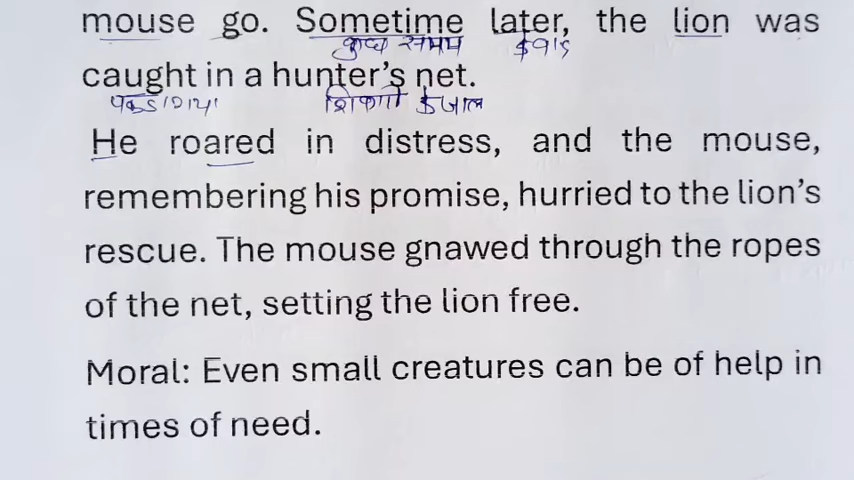 mouse go. Sometime later, the lion was
कुछ समय के बाद
caught in a hunter's net.
पकड़ा गया शिकारी के जाल
He roared in distress, and the mouse,
remembering his promise, hurried to the lion's
rescue. The mouse gnawed through the ropes
of the net, setting the lion free.
Moral: Even small creatures can be of help in
times of need.